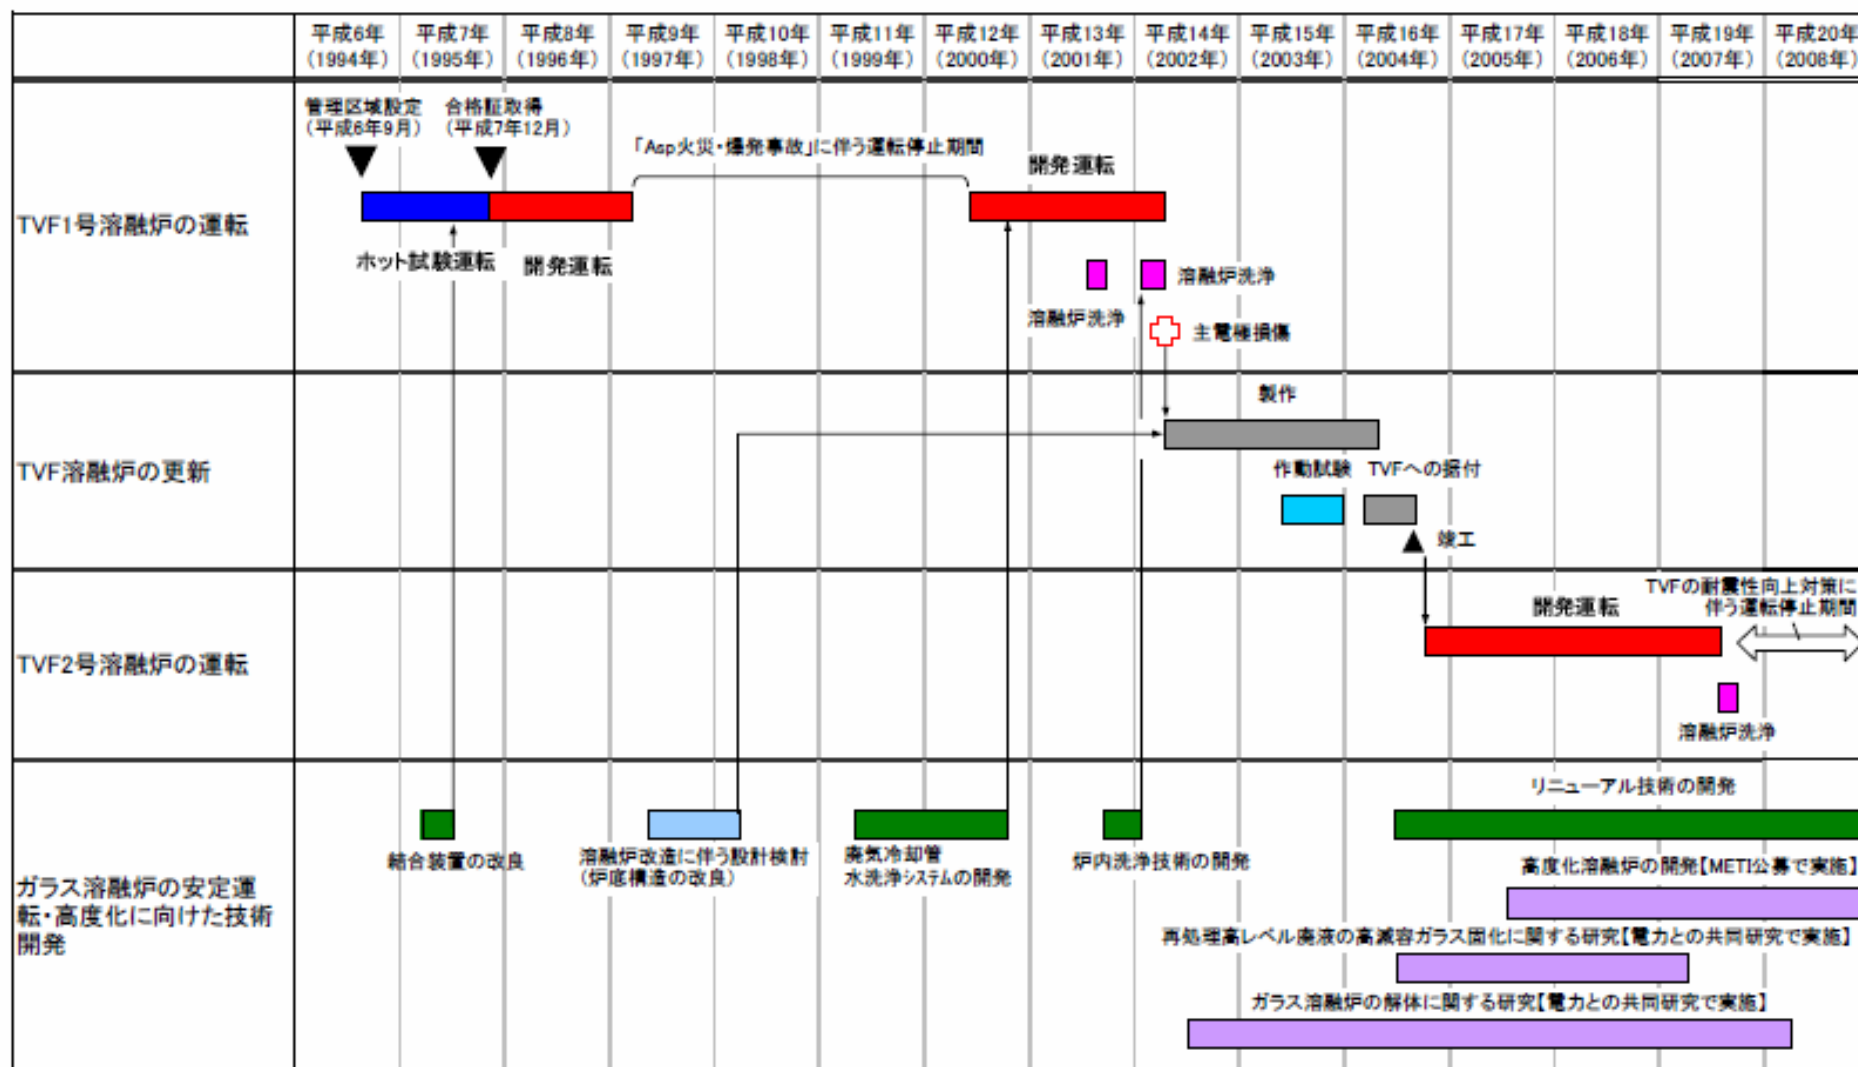 平成6年 平成7年 平成8年 平成9年 平成10年 平成11年 平成12年 平成13年 平成14年 平成15年 平成16年 平成17年 平成18年 平成19年 平成20年
(1994年) (1995年) (1996年) (1997年) (1998年) (1999年) (2000年) (2001年) (2002年) (2003年) (2004年) (2005年) (2006年) (2007年) (2008年)
TVF1号溶融炉の運転
管理区域設定
(平成6年9月)
合格証取得
(平成7年12月)
「Asp火災・爆発事故」に伴う運転停止期間
開発運転
ホット試験運転
開発運転
溶融炉洗浄
溶融炉洗浄
主電極損傷
TVF溶融炉の更新
製作
作動試験
TVFへの据付
竣工
TVF2号溶融炉の運転
開発運転
TVFの耐震性向上対策に
伴う運転停止期間
溶融炉洗浄
ガラス溶融炉の安定運
転・高度化に向けた技術
開発
結合装置の改良
溶融炉改造に伴う設計検討
(炉底構造の改良)
廃気冷却管
水洗浄システムの開発
炉内洗浄技術の開発
リニューアル技術の開発
高度化溶融炉の開発【METI公募で実施】
再処理高レベル廃液の高減容ガラス固化に関する研究【電力との共同研究で実施】
ガラス溶融炉の解体に関する研究【電力との共同研究で実施】